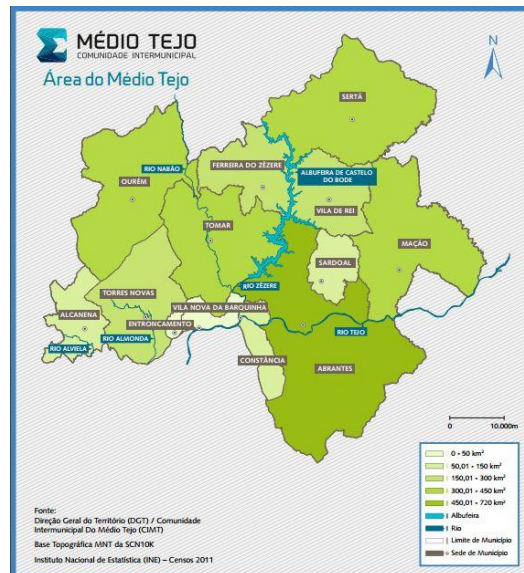 MÉDIO TEJO
COMUNIDADE INTERMUNICIPAL
Área do Médio Tejo
N
SERTÃ
FERREIRA DO ZÊZERE
RIO NABÃO
ALBUFEIRA DE CASTELO
DO BODE
OURÉM
VILA DE REI
TOMAR
MAÇÃO
SARDOAL
RIO ZÊZERE
TORRES NOVAS
VILA NOVA DA BARQUINHA
ALCANENA
ENTRONCAMENTO
RIO TEJO
RIO ALMONDA
RIO ALVIELA
CONSTÂNCIA
ABRANTES
0 10.000m
0 - 50 km²
50,01 - 150 km²
150,01 - 300 km²
300,01 - 450 km²
450,01 - 720 km²
Albufeira
Rio
Limite de Município
Sede de Município
Fonte:
Direção Geral do Território (DGT) / Comunidade
Intermunicipal Do Médio Tejo (CIMT)
Base Topográfica MNT da SCN10K
Instituto Nacional de Estatística (INE) – Censos 2011